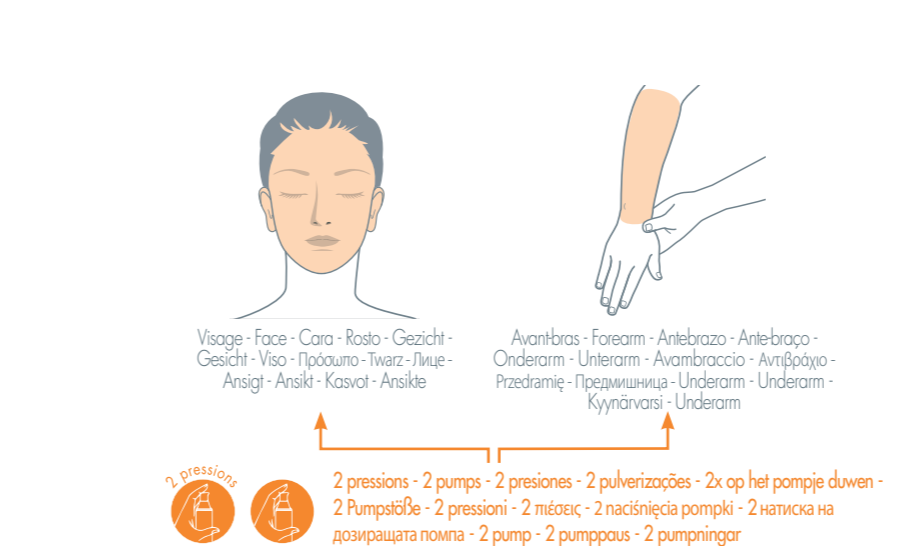 Visage - Face - Cara - Rosto - Gezicht -
Gesicht - Viso - Πρόσωπο - Twarz - Лице -
Ansigt - Ansikt - Kasvot - Ansikte
Avant-bras - Forearm - Antebrazo - Ante-braço -
Onderarm - Unterarm - Avambraccio - Αντιβράχιο -
Przedramię - Предмишница - Underarm - Underarm -
Kyynärvarsi - Underarm
2 pressions
2 pressions - 2 pumps - 2 presiones - 2 pulverizações - 2x op het pompje duwen -
2 Pumpstöße - 2 pressioni - 2 πιέσεις - 2 naciśnięcia pompki - 2 натиска на
дозиращата помпа - 2 pump - 2 pumppaus - 2 pumpningar